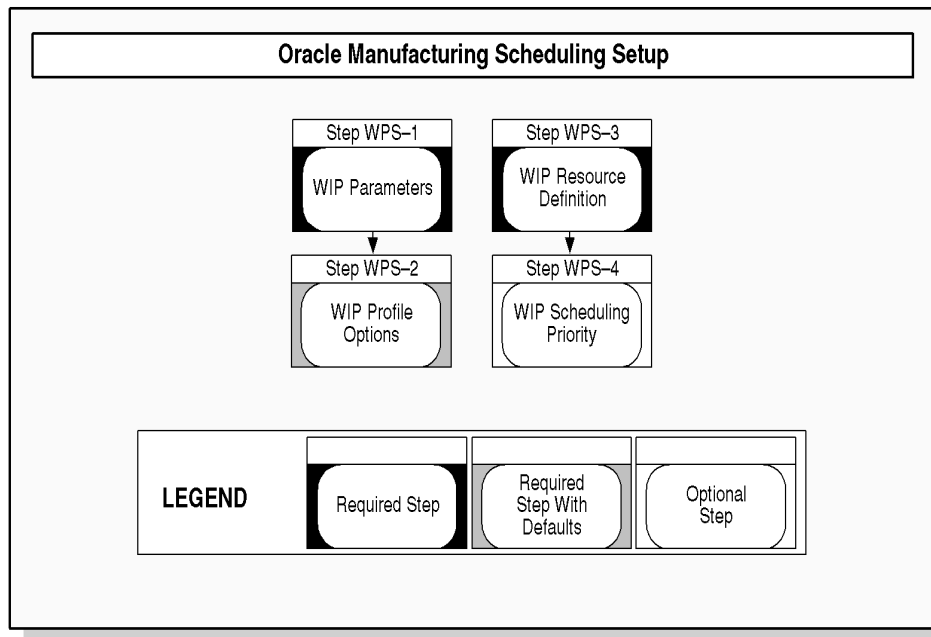 Oracle Manufacturing Scheduling Setup
Step WPS–1
WIP Parameters
Step WPS–2
WIP Profile
Options
Step WPS–3
WIP Resource
Definition
Step WPS–4
WIP Scheduling
Priority
LEGEND
Required Step
Required
Step With
Defaults
Optional
Step